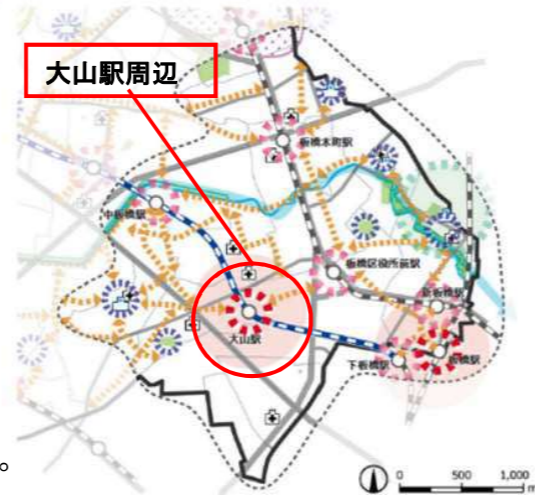 大山駅周辺
板橋本町駅
中板橋駅
板橋区役所前駅
新板橋駅
大山駅
下板橋駅
板橋駅
。
0 500 1,000
m